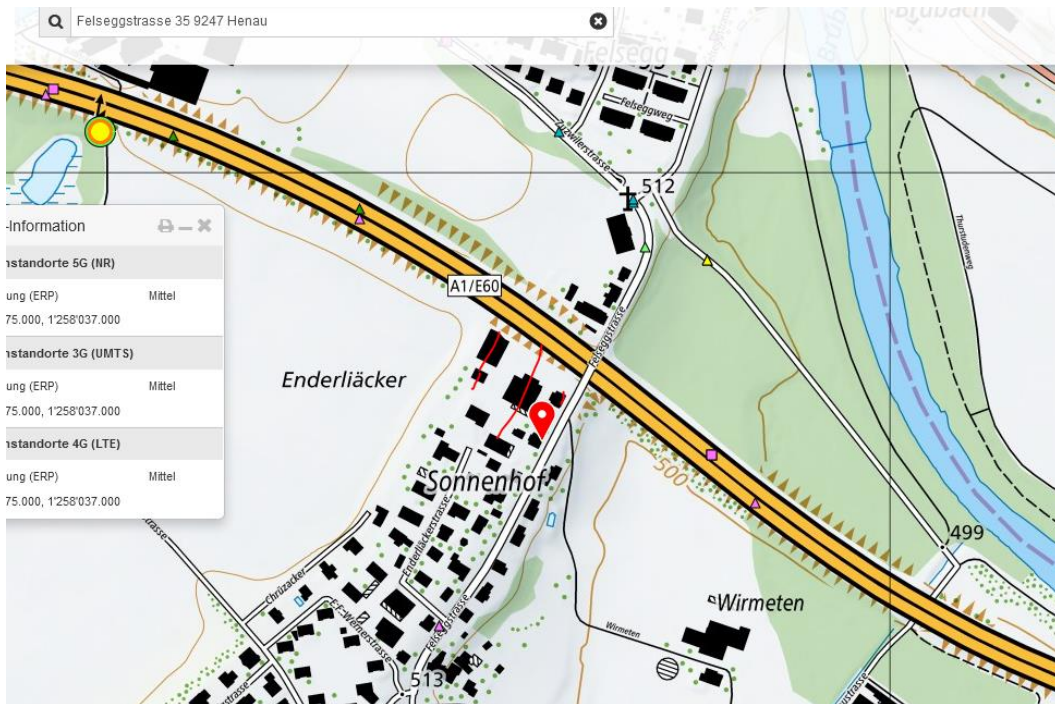 Felseggstrasse 35 9247 Henau
Brübach
Felsegg
Felseggweg
Zuzwilerstrasse
512
-Information
nstandorte 5G (NR)
ung (ERP) Mittel
75.000, 1'258'037.000
nstandorte 3G (UMTS)
ung (ERP) Mittel
75.000, 1'258'037.000
nstandorte 4G (LTE)
ung (ERP) Mittel
75.000, 1'258'037.000
A1/E60
Felseggstrasse
Thurstudenweg
Enderliäcker
Sonnenhof
500
499
Enderliäckerstrasse
Chrüzacker
E.F.-Wernerstrasse
Felseggstrasse
Wirmeten
Wirmeten
513